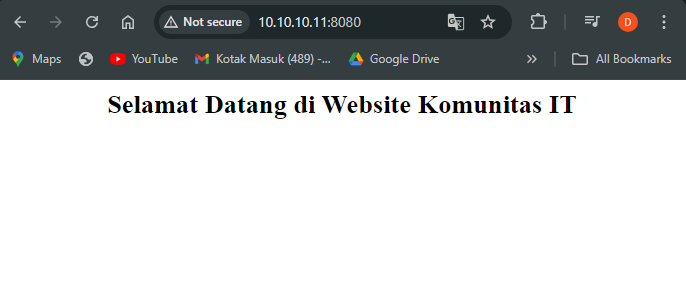 Not secure 10.10.10.11:8080 D
Maps YouTube Kotak Masuk (489) -... Google Drive » All Bookmarks
Selamat Datang di Website Komunitas IT